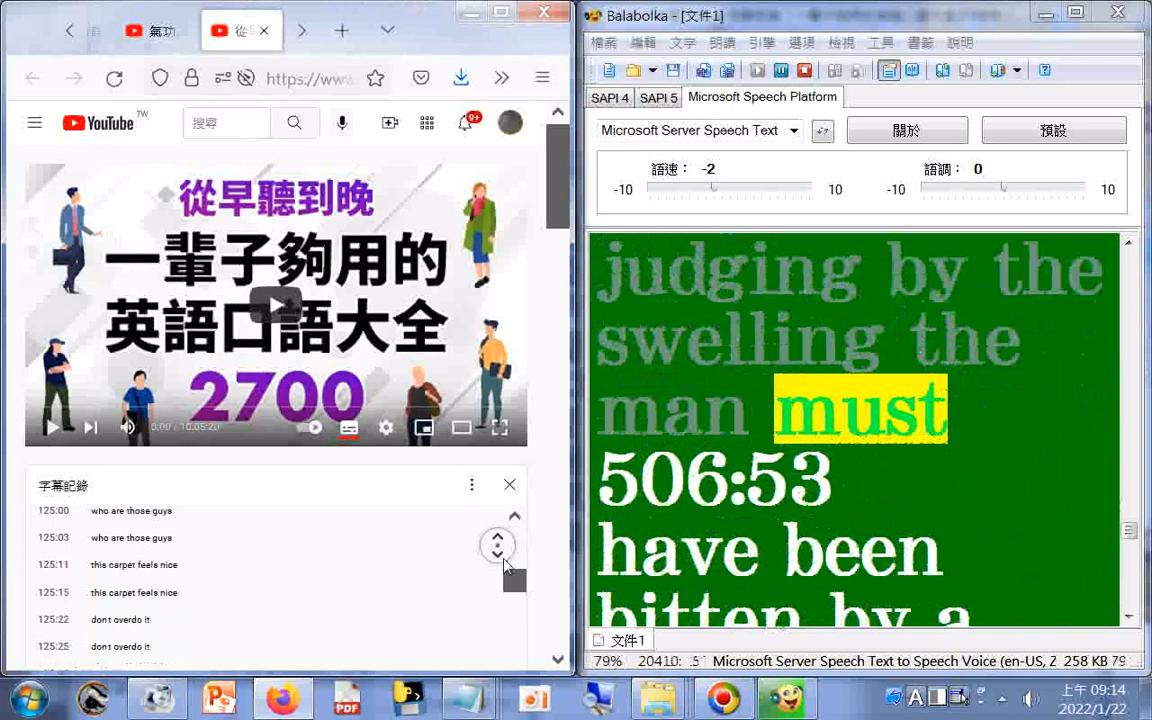 氣功
從
https://www
YouTube TW
搜尋
9+
從早聽到晚
一輩子夠用的
英語口語大全
2700
0:00 / 10:05:20
字幕記錄
125:00 who are those guys
125:03 who are those guys
125:11 this carpet feels nice
125:15 this carpet feels nice
125:22 dont overdo it
125:25 dont overdo it
Balabolka - [文件1]
檔案 編輯 文字 朗讀 引擎 選項 檢視 工具 書籤 說明
SAPI 4 SAPI 5 Microsoft Speech Platform
Microsoft Server Speech Text 關於 預設
語速： -2 語調： 0
-10 10 -10 10
judging by the
swelling the
man must
506:53
have been
bitten by a
文件1
79% 20410: Microsoft Server Speech Text to Speech Voice (en-US, Z 258 KB 79
PDF
A
上午 09:14
2022/1/22